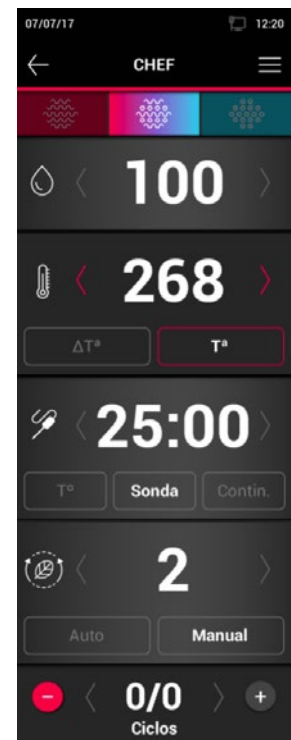 07/07/17 12:20
CHEF
100
268
ΔTª Tª
25:00
Tº Sonda Contin.
2
Auto Manual
0/0
Ciclos